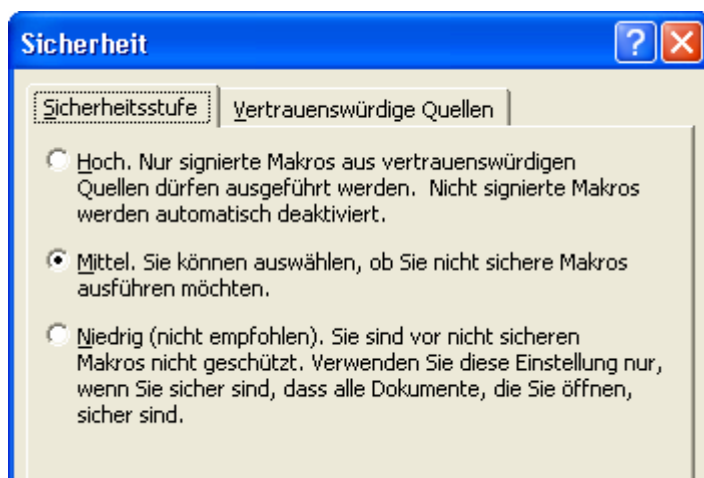 Sicherheit
Sicherheitsstufe
Vertrauenswürdige Quellen
Hoch. Nur signierte Makros aus vertrauenswürdigen
Quellen dürfen ausgeführt werden. Nicht signierte Makros
werden automatisch deaktiviert.
Mittel. Sie können auswählen, ob Sie nicht sichere Makros
ausführen möchten.
Niedrig (nicht empfohlen). Sie sind vor nicht sicheren
Makros nicht geschützt. Verwenden Sie diese Einstellung nur,
wenn Sie sicher sind, dass alle Dokumente, die Sie öffnen,
sicher sind.